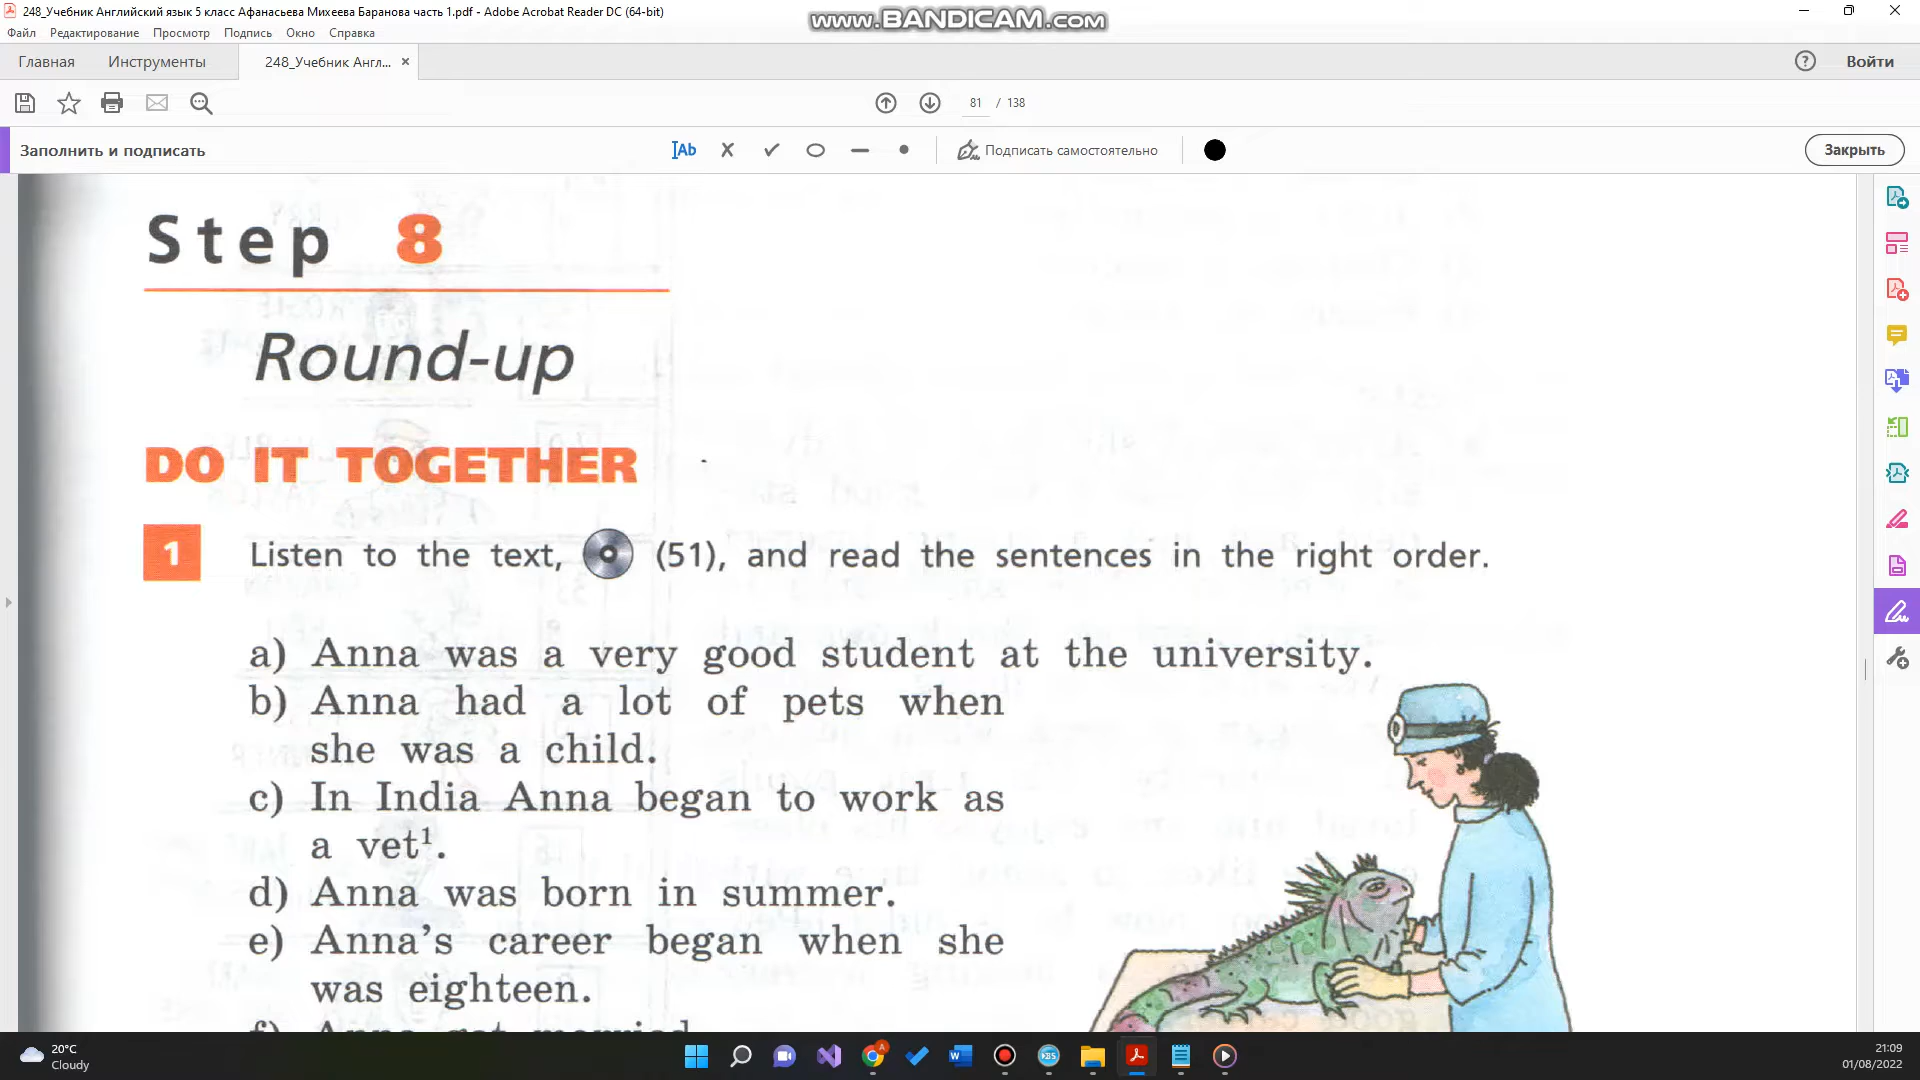 248_Учебник Английский язык 5 класс Афанасьева Михеева Баранова часть 1.pdf - Adobe Acrobat Reader DC (64-bit)
www.BANDICAM.com
Файл Редактирование Просмотр Подпись Окно Справка
Главная Инструменты 248_Учебник Англ... × Войти
81 / 138
Заполнить и подписать Подписать самостоятельно Закрыть
Step 8
Round-up
DO IT TOGETHER
1 Listen to the text, (51), and read the sentences in the right order.
a) Anna was a very good student at the university.
b) Anna had a lot of pets when
she was a child.
c) In India Anna began to work as
a vet¹.
d) Anna was born in summer.
e) Anna’s career began when she
was eighteen.
f) Anna got married
20°C
Cloudy
21:09
01/08/2022